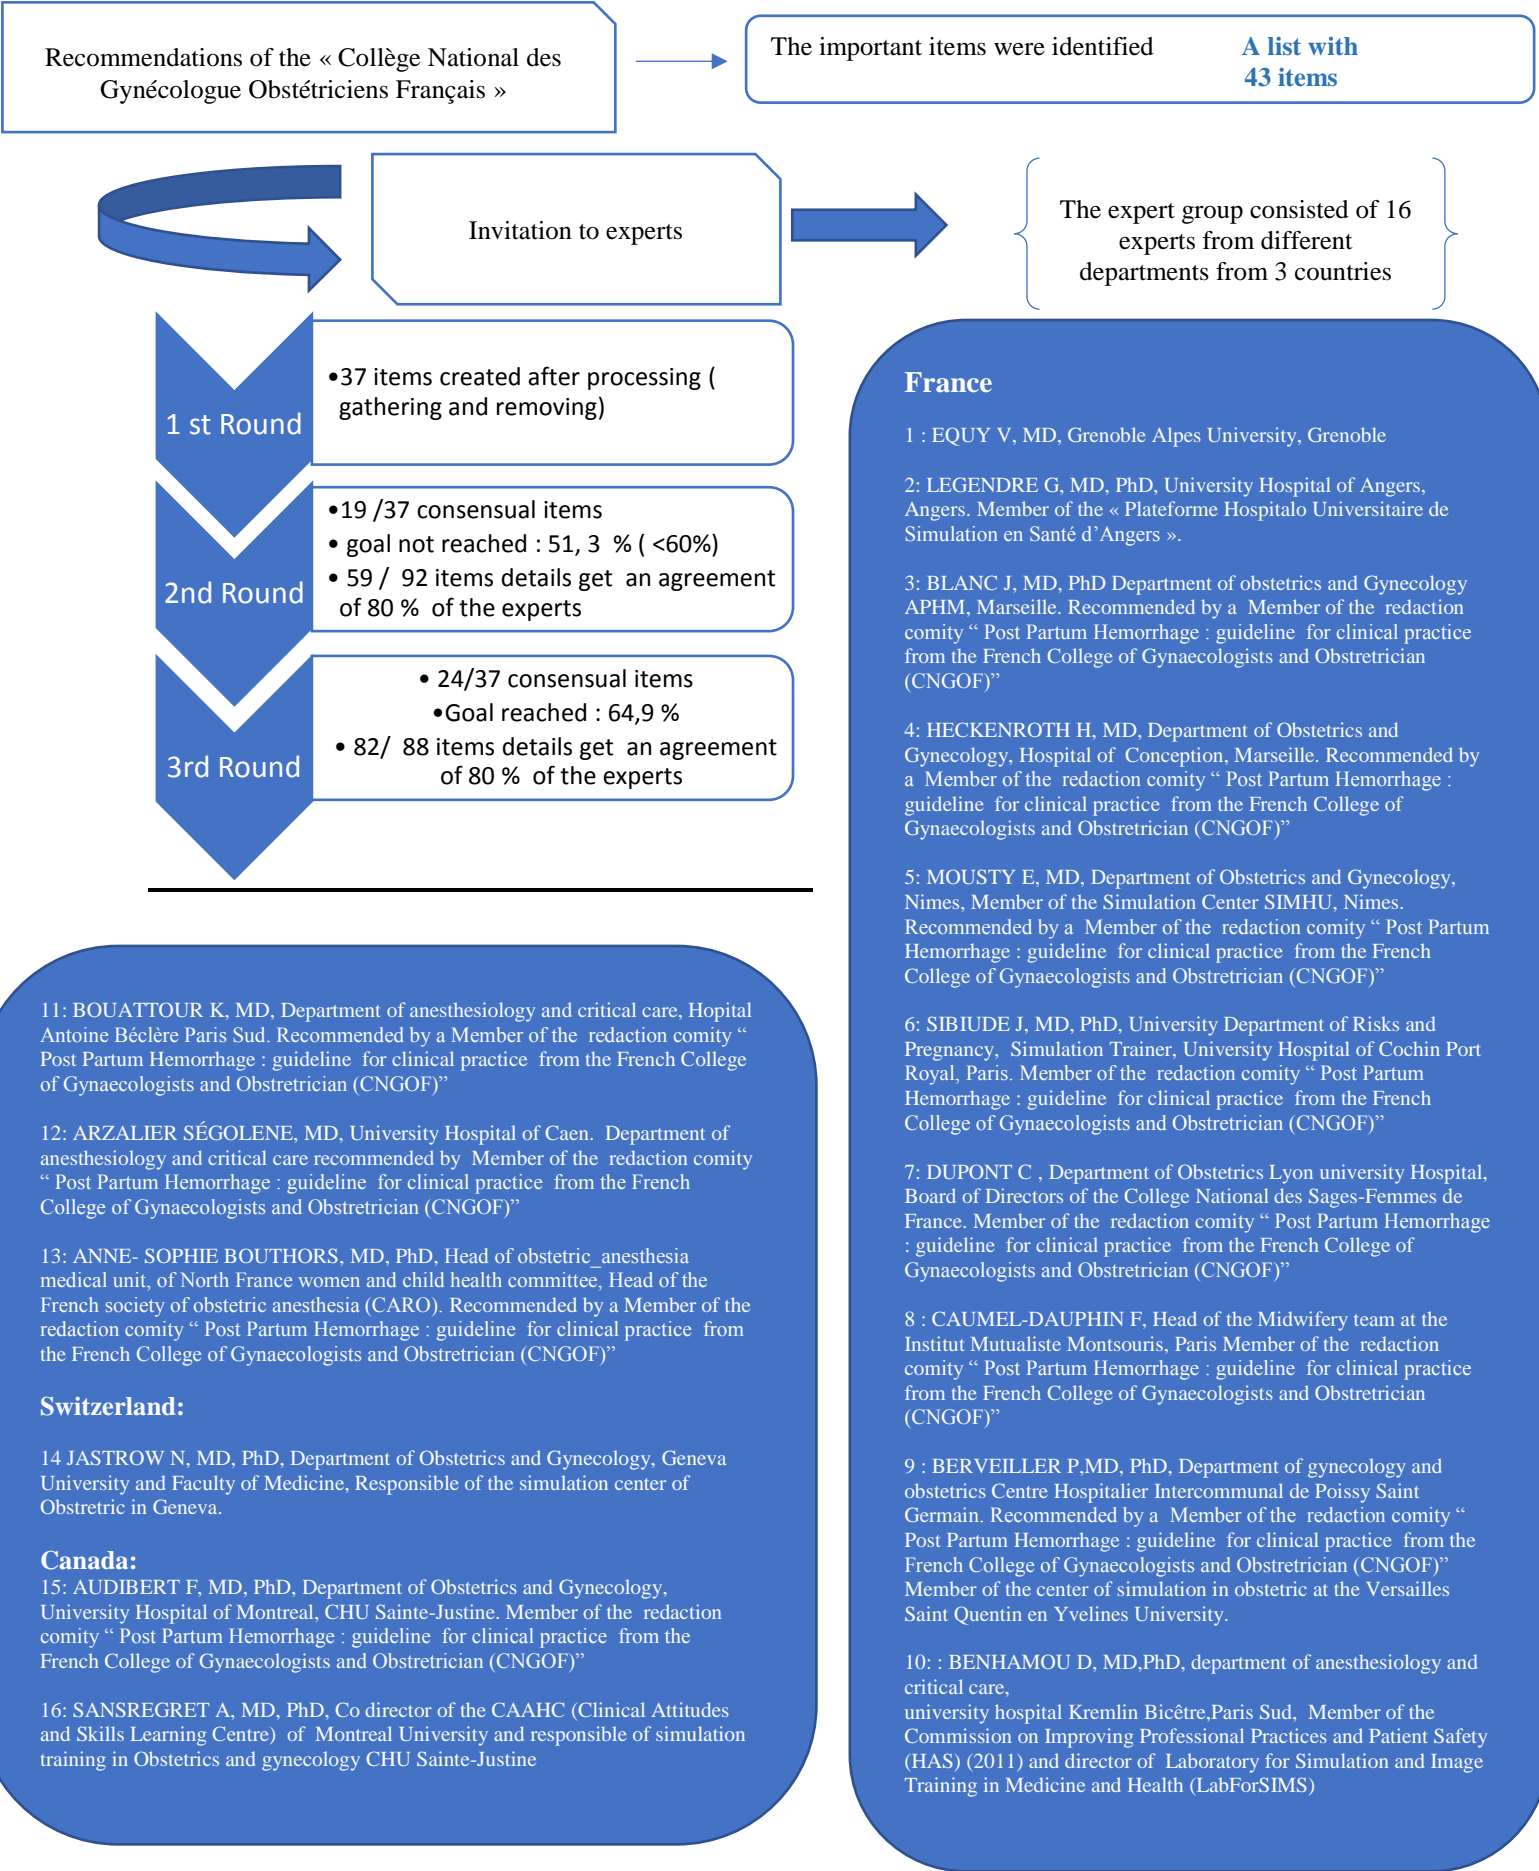 Recommendations of the « Collège National des
Gynécologue Obstétriciens Français »
The important items were identified
A list with
43 items
Invitation to experts
The expert group consisted of 16
experts from different
departments from 3 countries
1 st Round
•37 items created after processing (
gathering and removing)
2nd Round
•19 /37 consensual items
• goal not reached : 51, 3 % ( <60%)
• 59 / 92 items details get an agreement
of 80 % of the experts
3rd Round
• 24/37 consensual items
•Goal reached : 64,9 %
• 82/ 88 items details get an agreement
of 80 % of the experts
France
1 : EQUY V, MD, Grenoble Alpes University, Grenoble
2: LEGENDRE G, MD, PhD, University Hospital of Angers,
Angers. Member of the « Plateforme Hospitalo Universitaire de
Simulation en Santé d’Angers ».
3: BLANC J, MD, PhD Department of obstetrics and Gynecology
APHM, Marseille. Recommended by a Member of the redaction
comity “ Post Partum Hemorrhage : guideline for clinical practice
from the French College of Gynaecologists and Obstretrician
(CNGOF)”
4: HECKENROTH H, MD, Department of Obstetrics and
Gynecology, Hospital of Conception, Marseille. Recommended by
a Member of the redaction comity “ Post Partum Hemorrhage :
guideline for clinical practice from the French College of
Gynaecologists and Obstretrician (CNGOF)”
5: MOUSTY E, MD, Department of Obstetrics and Gynecology,
Nimes, Member of the Simulation Center SIMHU, Nimes.
Recommended by a Member of the redaction comity “ Post Partum
Hemorrhage : guideline for clinical practice from the French
College of Gynaecologists and Obstretrician (CNGOF)”
6: SIBIUDE J, MD, PhD, University Department of Risks and
Pregnancy, Simulation Trainer, University Hospital of Cochin Port
Royal, Paris. Member of the redaction comity “ Post Partum
Hemorrhage : guideline for clinical practice from the French
College of Gynaecologists and Obstretrician (CNGOF)”
7: DUPONT C , Department of Obstetrics Lyon university Hospital,
Board of Directors of the College National des Sages-Femmes de
France. Member of the redaction comity “ Post Partum Hemorrhage
: guideline for clinical practice from the French College of
Gynaecologists and Obstretrician (CNGOF)”
8 : CAUMEL-DAUPHIN F, Head of the Midwifery team at the
Institut Mutualiste Montsouris, Paris Member of the redaction
comity “ Post Partum Hemorrhage : guideline for clinical practice
from the French College of Gynaecologists and Obstretrician
(CNGOF)”
9 : BERVEILLER P,MD, PhD, Department of gynecology and
obstetrics Centre Hospitalier Intercommunal de Poissy Saint
Germain. Recommended by a Member of the redaction comity “
Post Partum Hemorrhage : guideline for clinical practice from the
French College of Gynaecologists and Obstretrician (CNGOF)”
Member of the center of simulation in obstetric at the Versailles
Saint Quentin en Yvelines University.
10: : BENHAMOU D, MD,PhD, department of anesthesiology and
critical care,
university hospital Kremlin Bicêtre,Paris Sud, Member of the
Commission on Improving Professional Practices and Patient Safety
(HAS) (2011) and director of Laboratory for Simulation and Image
Training in Medicine and Health (LabForSIMS)
11: BOUATTOUR K, MD, Department of anesthesiology and critical care, Hopital
Antoine Béclère Paris Sud. Recommended by a Member of the redaction comity “
Post Partum Hemorrhage : guideline for clinical practice from the French College
of Gynaecologists and Obstretrician (CNGOF)”
12: ARZALIER SÉGOLENE, MD, University Hospital of Caen. Department of
anesthesiology and critical care recommended by Member of the redaction comity
“ Post Partum Hemorrhage : guideline for clinical practice from the French
College of Gynaecologists and Obstretrician (CNGOF)”
13: ANNE- SOPHIE BOUTHORS, MD, PhD, Head of obstetric_anesthesia
medical unit, of North France women and child health committee, Head of the
French society of obstetric anesthesia (CARO). Recommended by a Member of the
redaction comity “ Post Partum Hemorrhage : guideline for clinical practice from
the French College of Gynaecologists and Obstretrician (CNGOF)”
Switzerland:
14 JASTROW N, MD, PhD, Department of Obstetrics and Gynecology, Geneva
University and Faculty of Medicine, Responsible of the simulation center of
Obstretric in Geneva.
Canada:
15: AUDIBERT F, MD, PhD, Department of Obstetrics and Gynecology,
University Hospital of Montreal, CHU Sainte-Justine. Member of the redaction
comity “ Post Partum Hemorrhage : guideline for clinical practice from the
French College of Gynaecologists and Obstretrician (CNGOF)”
16: SANSREGRET A, MD, PhD, Co director of the CAAHC (Clinical Attitudes
and Skills Learning Centre) of Montreal University and responsible of simulation
training in Obstetrics and gynecology CHU Sainte-Justine